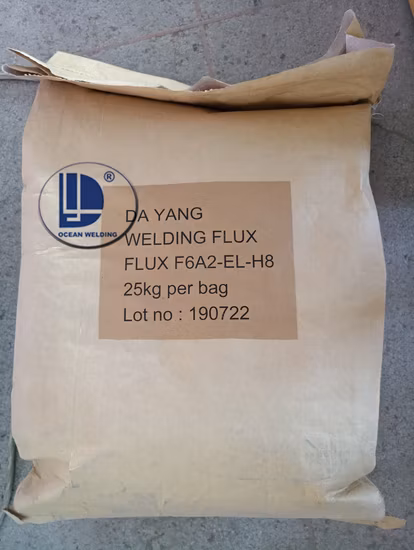 ®
OCEAN WELDING
DA YANG
WELDING FLUX
FLUX F6A2-EL-H8
25kg per bag
Lot no : 190722